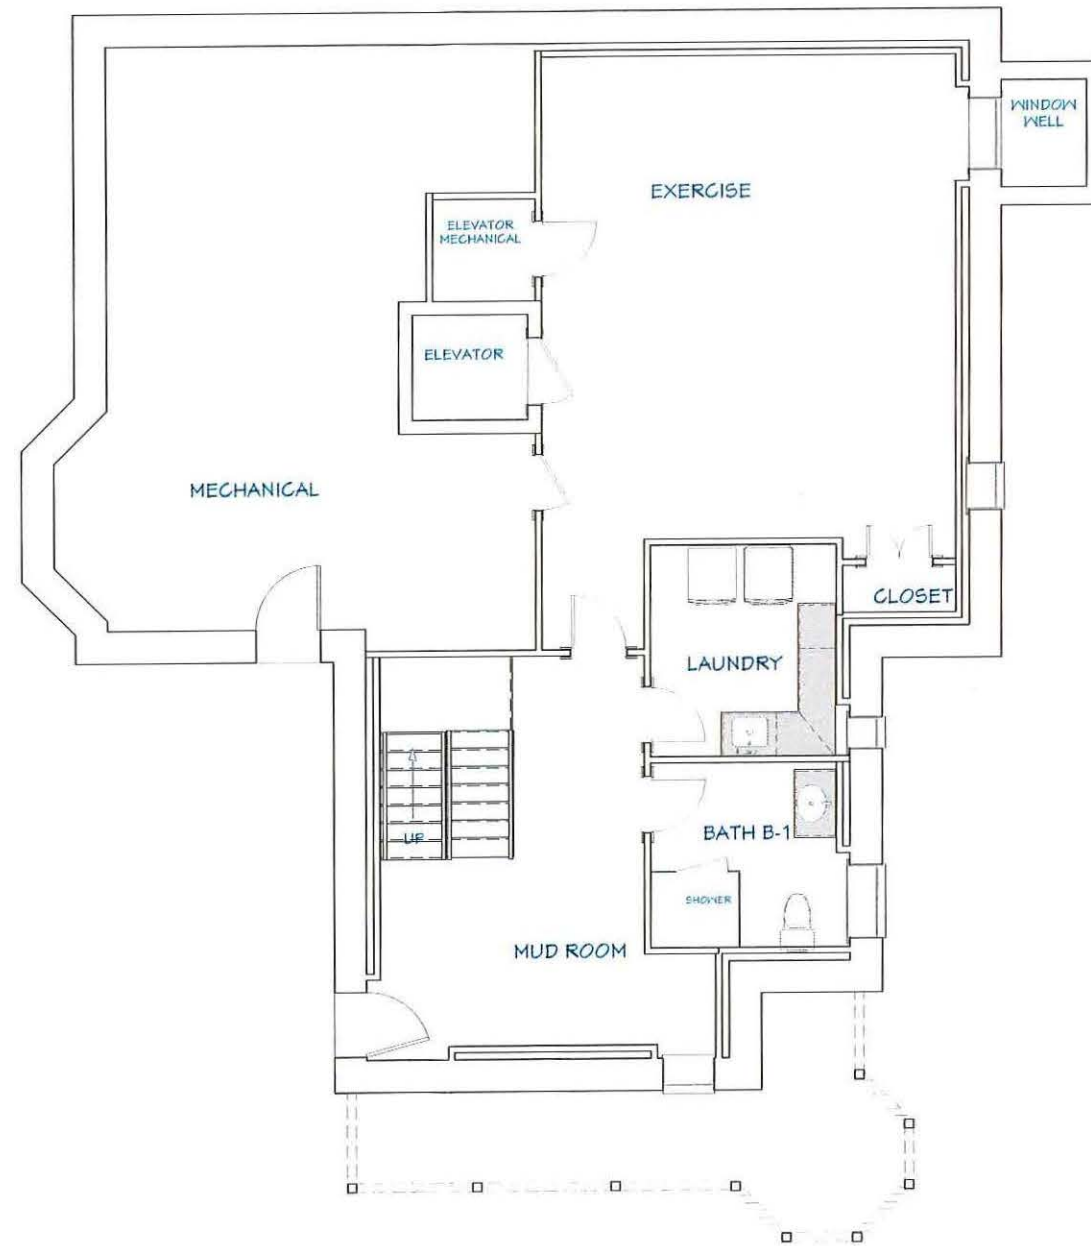 WINDOW
WELL
EXERCISE
ELEVATOR
MECHANICAL
ELEVATOR
MECHANICAL
CLOSET
LAUNDRY
UP
BATH B-1
SHOWER
MUD ROOM